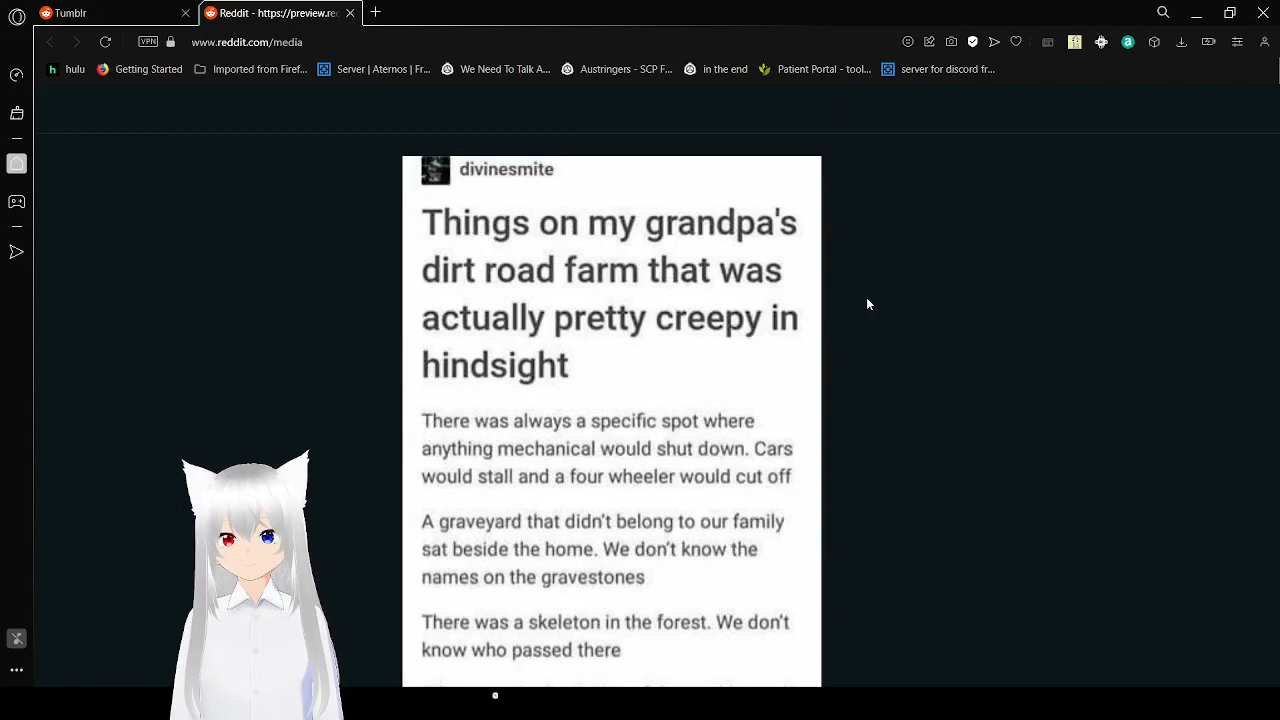 Tumblr
Reddit - https://preview.rec
VPN
www.reddit.com/media
hulu
Getting Started
Imported from Firef...
Server | Aternos | Fr...
We Need To Talk A...
Austringers - SCP F...
in the end
Patient Portal - tool...
server for discord fr...
divinesmite
Things on my grandpa's
dirt road farm that was
actually pretty creepy in
hindsight
There was always a specific spot where
anything mechanical would shut down. Cars
would stall and a four wheeler would cut off
A graveyard that didn't belong to our family
sat beside the home. We don't know the
names on the gravestones
There was a skeleton in the forest. We don't
know who passed there